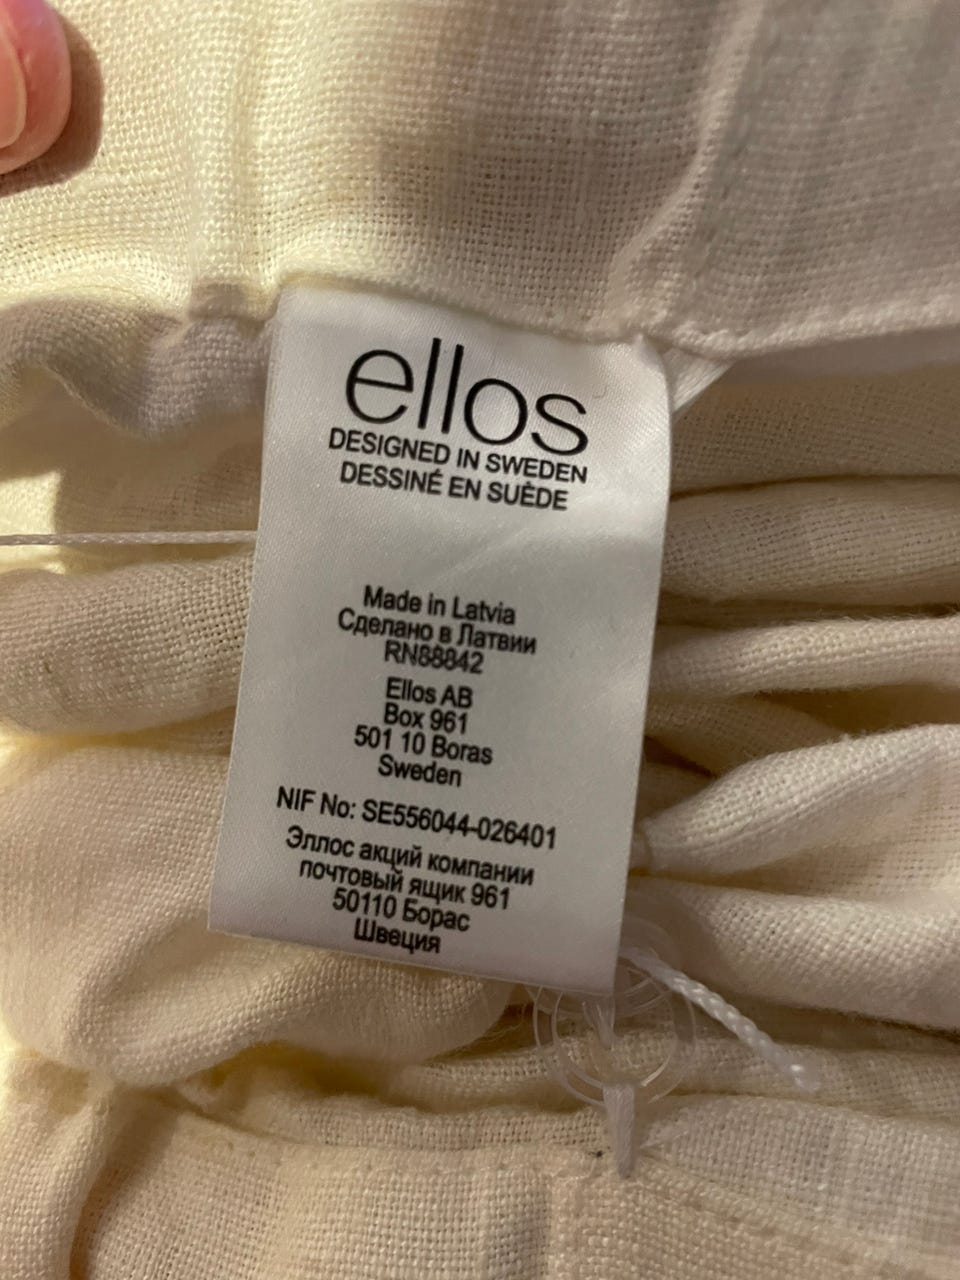 ellos
DESIGNED IN SWEDEN
DESSINÉ EN SUÈDE
Made in Latvia
Сделано в Латвии
RN88842
Ellos AB
Box 961
501 10 Boras
Sweden
NIF No: SE556044-026401
Эллос акций компании
почтовый ящик 961
50110 Борас
Швеция